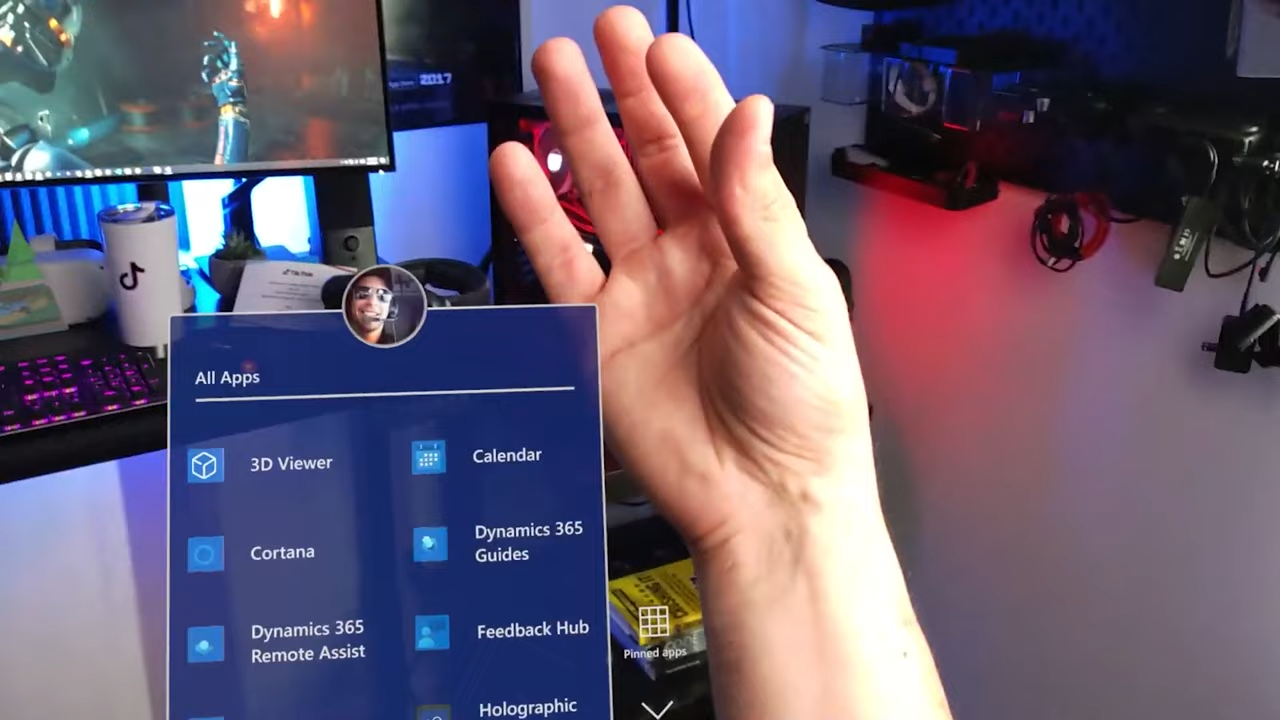 2017
TikTok
All Apps
3D Viewer
Calendar
Cortana
Dynamics 365
Guides
Dynamics 365
Remote Assist
Feedback Hub
Holographic
Pinned apps